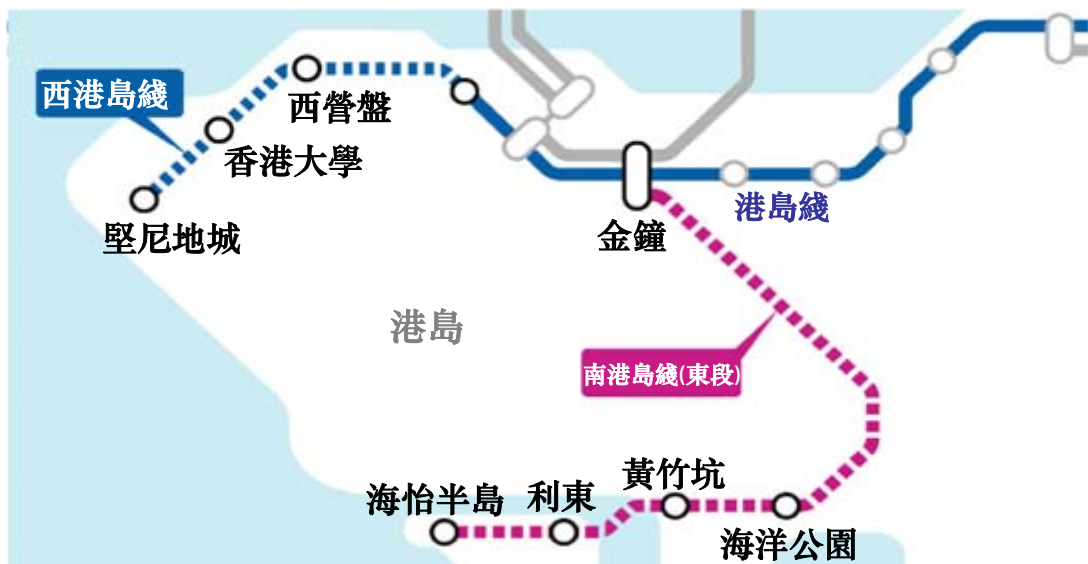 西港島綫
西營盤
香港大學
堅尼地城
港島綫
金鐘
港島
南港島綫(東段)
黃竹坑
海怡半島
利東
海洋公園